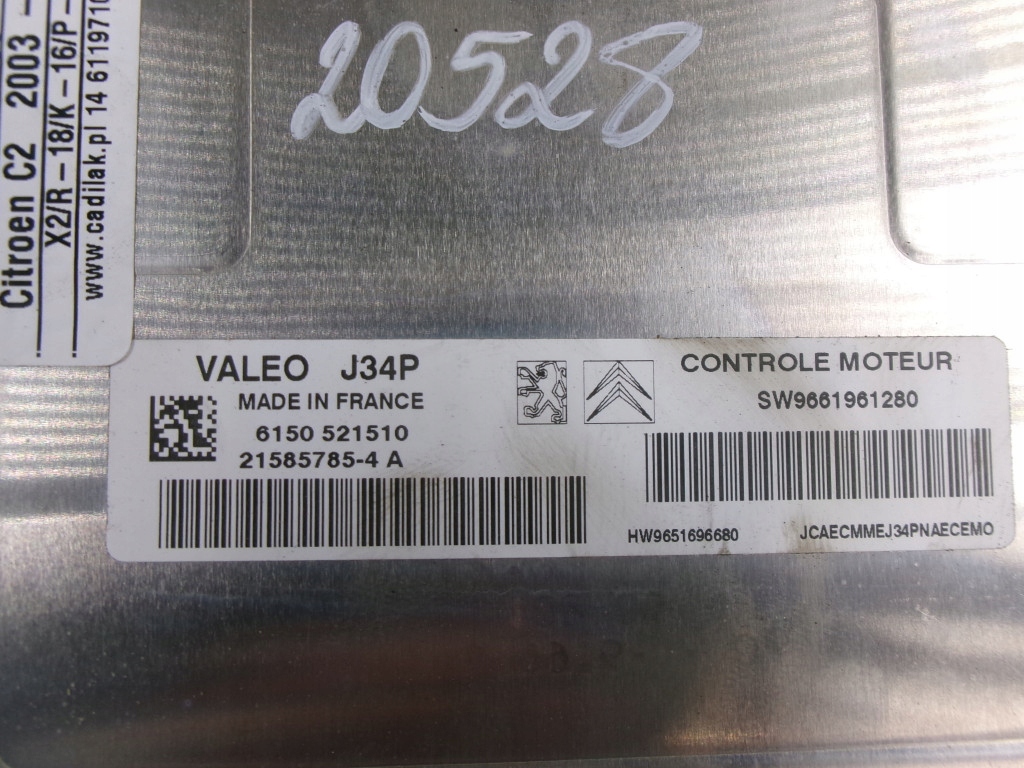 20528
Citroen C2 2003 -
X2/R - 18/K - 16/P -
www.cadilak.pl 14 6119710
VALEO J34P
MADE IN FRANCE
6150 521510
21585785-4 A
CONTROLE MOTEUR
SW9661961280
HW9651696680
JCAECMMEJ34PNAECEMO